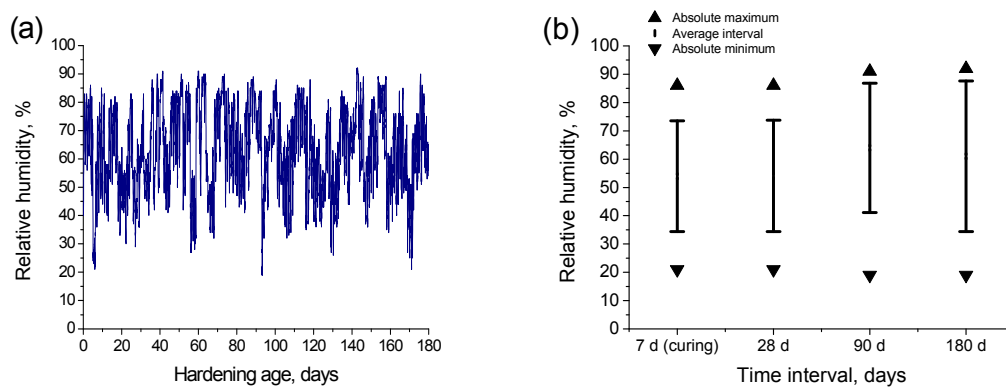 (a)
100
90
80
70
60
50
40
30
20
10
0
Relative humidity, %
0 20 40 60 80 100 120 140 160 180
Hardening age, days
(b)
Absolute maximum
Average interval
Absolute minimum
100
90
80
70
60
50
40
30
20
10
0
Relative humidity, %
7 d (curing) 28 d 90 d 180 d
Time interval, days